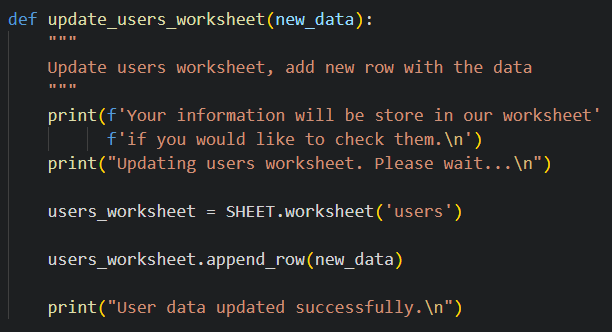 def update_users_worksheet(new_data):
    """
    Update users worksheet, add new row with the data
    """
    print(f'Your information will be store in our worksheet'
          f'if you would like to check them.\n')
    print("Updating users worksheet. Please wait...\n")

    users_worksheet = SHEET.worksheet('users')

    users_worksheet.append_row(new_data)

    print("User data updated successfully.\n")